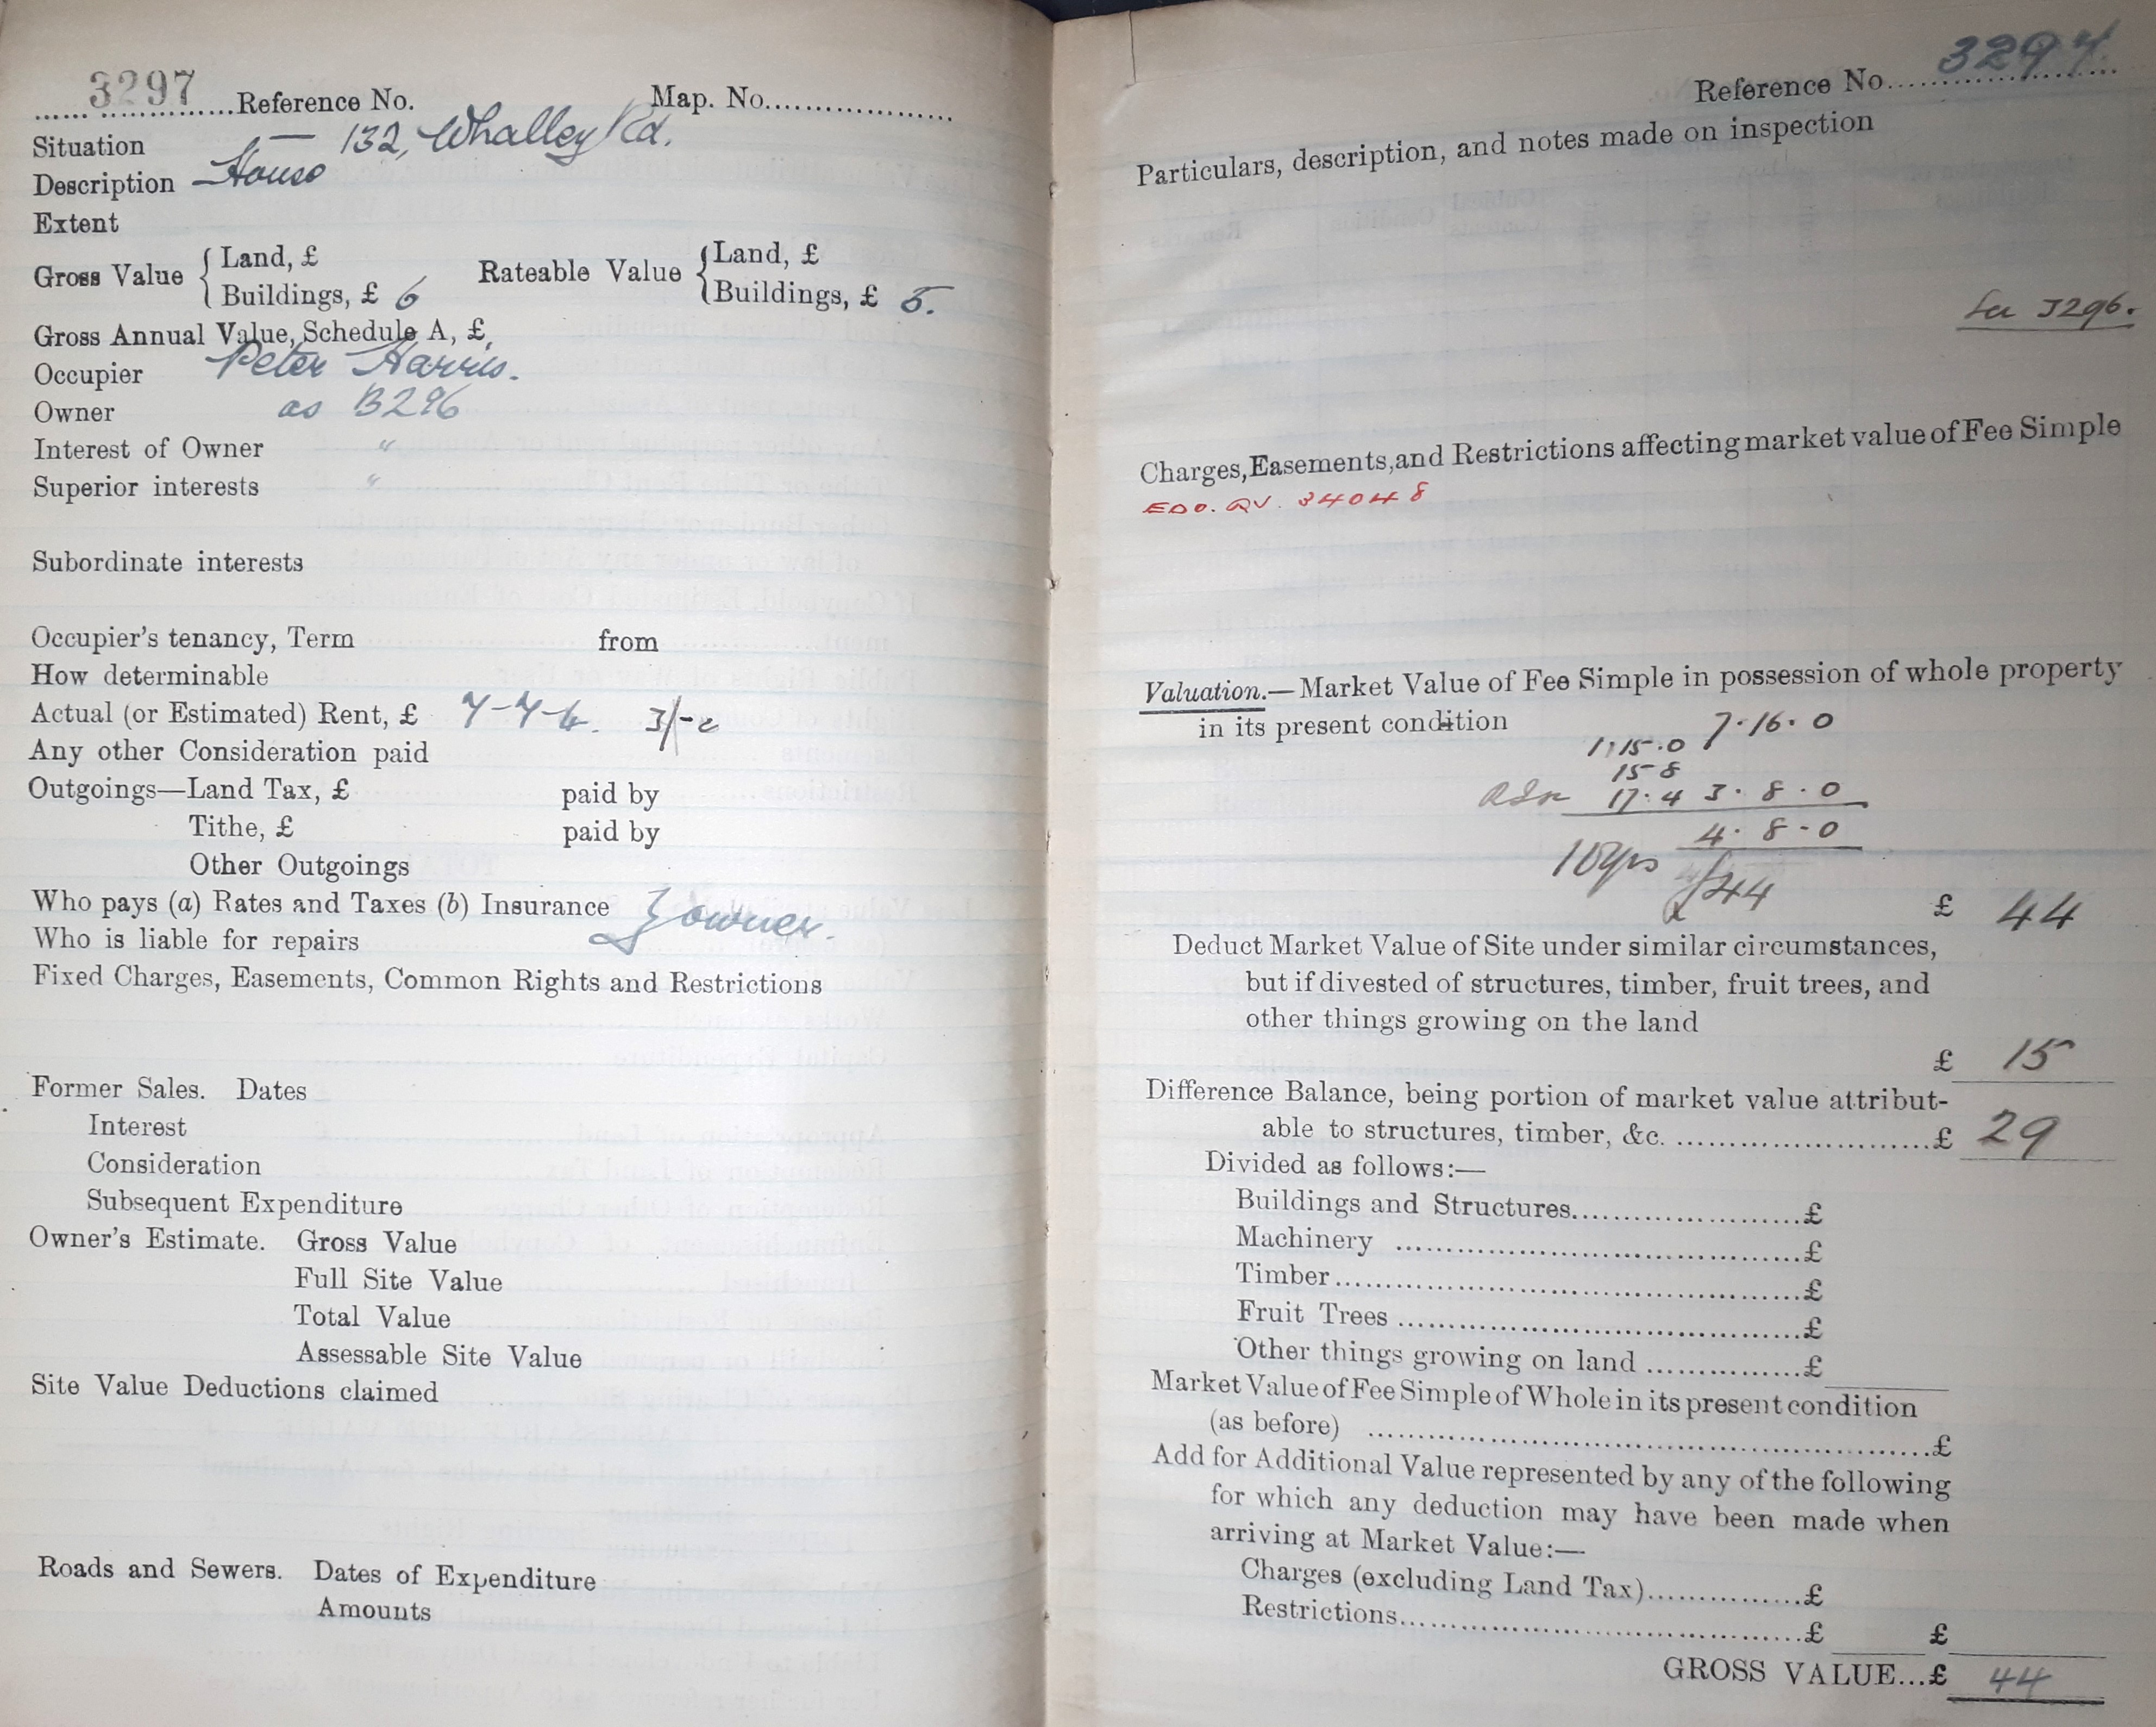 3297 Reference No. Map. No.
Situation 132, Whalley Rd.
Description House
Extent
Gross Value { Land, £ Rateable Value { Land, £
Buildings, £ 6 Buildings, £ 5.
Gross Annual Value, Schedule A, £
Occupier Peter Harris.
Owner as B296
Interest of Owner "
Superior interests "
Subordinate interests
Occupier's tenancy, Term from
How determinable
Actual (or Estimated) Rent, £ 7-7-6. 3/-
Any other Consideration paid
Outgoings—Land Tax, £ paid by
Tithe, £ paid by
Other Outgoings
Who pays (a) Rates and Taxes (b) Insurance } owner.
Who is liable for repairs
Fixed Charges, Easements, Common Rights and Restrictions
Former Sales. Dates
Interest
Consideration
Subsequent Expenditure
Owner's Estimate. Gross Value
Full Site Value
Total Value
Assessable Site Value
Site Value Deductions claimed
Roads and Sewers. Dates of Expenditure
Amounts
Reference No. 3297
Particulars, description, and notes made on inspection
See 3296.
Charges, Easements, and Restrictions affecting market value of Fee Simple
EDO. RV. 34048
Valuation.—Market Value of Fee Simple in possession of whole property
in its present condition 7.16.0
1.15.0
15-8
17.4 3.8.0
4.8-0
10yrs
£44 £ 44
Deduct Market Value of Site under similar circumstances,
but if divested of structures, timber, fruit trees, and
other things growing on the land
£ 15
Difference Balance, being portion of market value attribut-
able to structures, timber, &c. £ 29
Divided as follows:—
Buildings and Structures £
Machinery £
Timber £
Fruit Trees £
Other things growing on land £
Market Value of Fee Simple of Whole in its present condition
(as before) £
Add for Additional Value represented by any of the following
for which any deduction may have been made when
arriving at Market Value:—
Charges (excluding Land Tax) £
Restrictions £ £
GROSS VALUE...£ 44